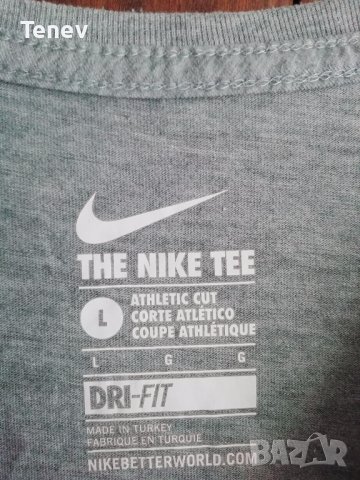 Tenev
THE NIKE TEE
L
ATHLETIC CUT
CORTE ATLÉTICO
COUPE ATHLÉTIQUE
L G G
DRI-FIT
MADE IN TURKEY
FABRIQUE EN TURQUIE
NIKEBETTERWORLD.COM
BAZAR